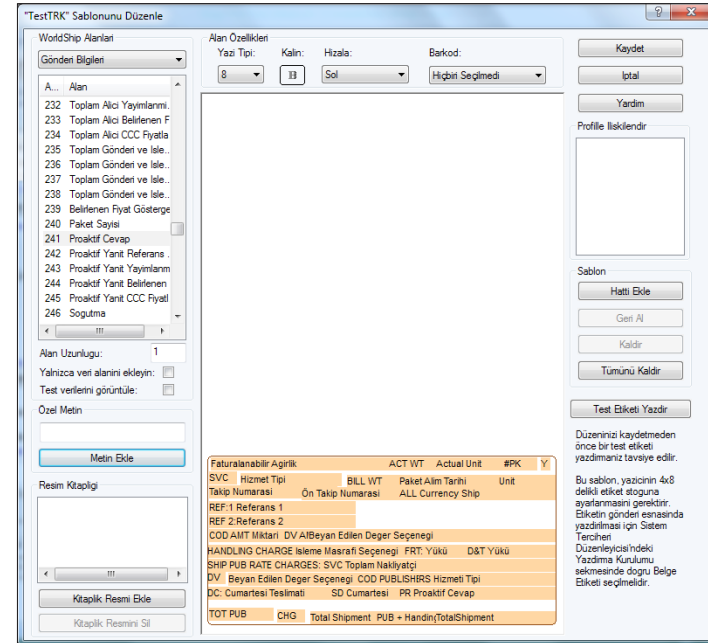 "TestTRK" Sablonunu Düzenle
WorldShip Alanlari
Gönderi Bilgileri
A... Alan
232 Toplam Alici Yayimlanmi.
233 Toplam Alici Belirlenen F
234 Toplam Alici CCC Fiyatla
235 Toplam Gönderi ve Isle..
236 Toplam Gönderi ve Isle..
237 Toplam Gönderi ve Isle..
238 Toplam Gönderi ve Isle..
239 Belirlenen Fiyat Gösterge
240 Paket Sayisi
241 Proaktif Cevap
242 Proaktif Yanit Referans .
243 Proaktif Yanit Yayimlanm
244 Proaktif Yanit Belirlenen
245 Proaktif Yanit CCC Fiyatl
246 Sogutma
Alan Uzunlugu: 1
Yalnizca veri alanini ekleyin:
Test verilerini görüntüle:
Özel Metin
Metin Ekle
Resim Kitapligi
Kitaplik Resmi Ekle
Kitaplik Resmini Sil
Alan Özellikleri
Yazi Tipi: Kalin: Hizala: Barkod:
8 B Sol Hiçbiri Seçilmedi
Faturalanabilir Agirlik ACT WT Actual Unit #PK Y
SVC Hizmet Tipi BILL WT Paket Alim Tarihi Unit
Takip Numarasi Ön Takip Numarasi ALL Currency Ship
REF:1 Referans 1
REF 2:Referans 2
COD AMT Miktari DV AfBeyan Edilen Deger Seçenegi
HANDLING CHARGE Isleme Masrafi Seçenegi FRT: Yükü D&T Yükü
SHIP PUB RATE CHARGES: SVC Toplam Nakliyatçi
DV Beyan Edilen Deger Seçenegi COD PUBLISHRS Hizmeti Tipi
DC: Cumartesi Teslimati SD Cumartesi PR Proaktif Cevap
TOT PUB CHG Total Shipment PUB + Handin(TotalShipment
Kaydet
Iptal
Yardim
Profille Iliskilendir
Sablon
Hatti Ekle
Geri Al
Kaldir
Tümünü Kaldir
Test Etiketi Yazdir
Düzeninizi kaydetmeden
önce bir test etiketi
yazdirmaniz tavsiye edilir.
Bu sablon, yazicinin 4x8
delikli etiket stoguna
ayarlanmasini gerektirir.
Etiketin gönderi esnasinda
yazdirilmasi için Sistem
Tercihleri
Düzenleyicisi'ndeki
Yazdirma Kurulumu
sekmesinde dogru Belge
Etiketi seçilmelidir.